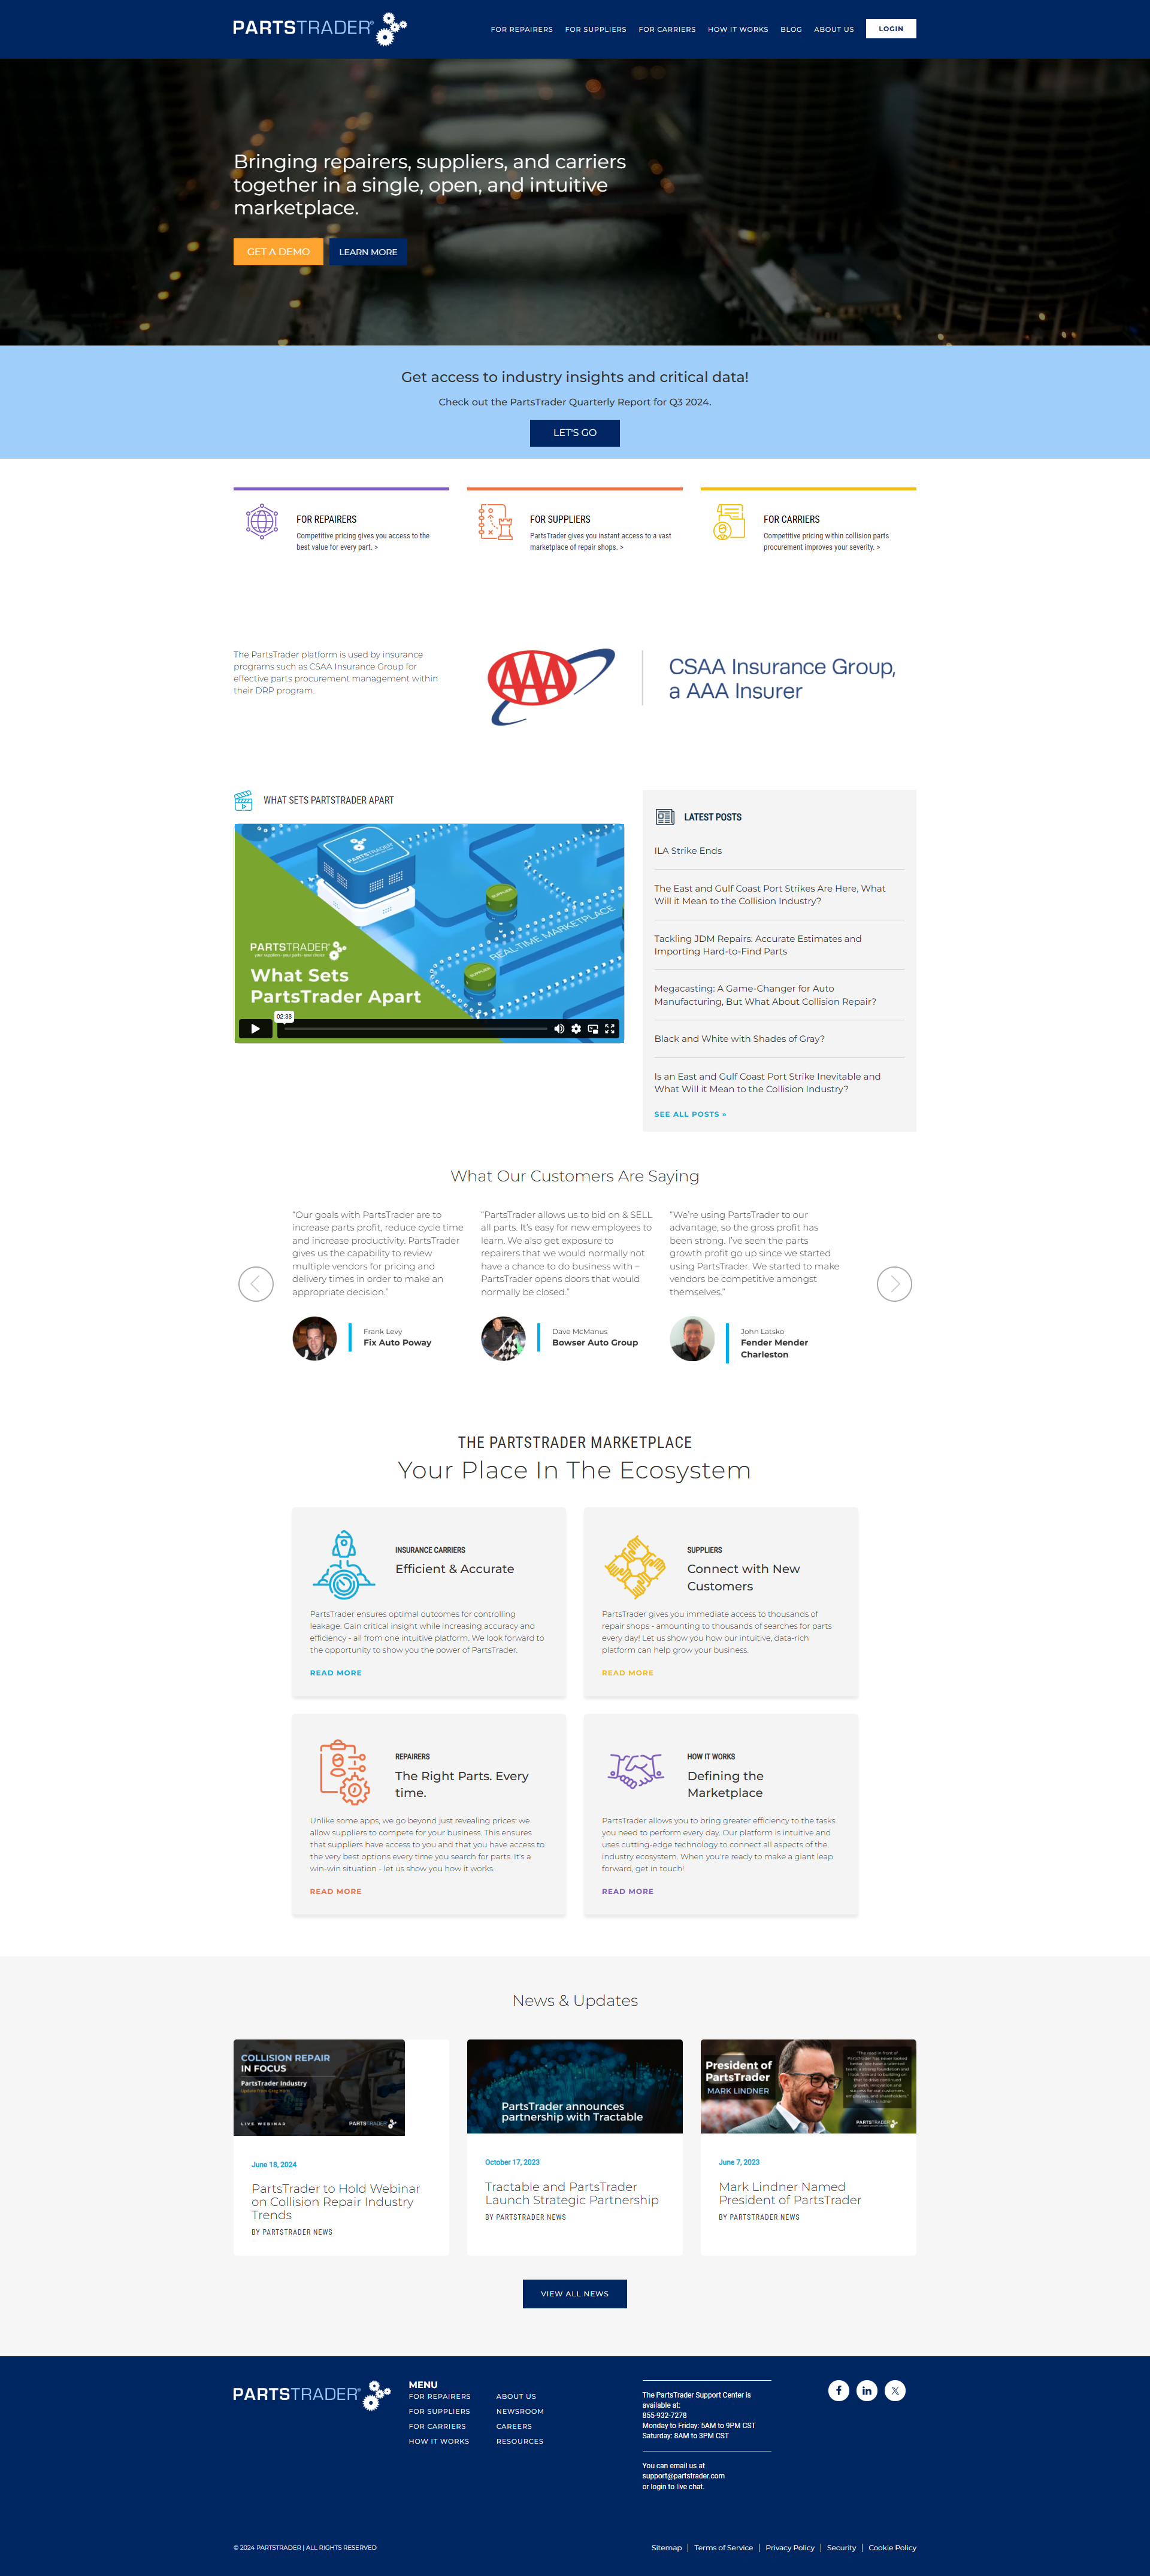 PARTSTRADER
FOR REPAIRERS FOR SUPPLIERS FOR CARRIERS HOW IT WORKS BLOG ABOUT US LOGIN
Bringing repairers, suppliers, and carriers
together in a single, open, and intuitive
marketplace.
GET A DEMO LEARN MORE
Get access to industry insights and critical data!
Check out the PartsTrader Quarterly Report for Q3 2024.
LET'S GO
FOR REPAIRERS
Competitive pricing gives you access to the
best value for every part. >
FOR SUPPLIERS
PartsTrader gives you instant access to a vast
marketplace of repair shops. >
FOR CARRIERS
Competitive pricing within collision parts
procurement improves your severity. >
The PartsTrader platform is used by insurance
programs such as CSAA Insurance Group for
effective parts procurement management within
their DRP program.
AAA
CSAA Insurance Group,
a AAA Insurer
WHAT SETS PARTSTRADER APART
PARTSTRADER
SUPPLIER
SUPPLIER
REALTIME MARKETPLACE
PARTSTRADER
your suppliers · your parts · your choice
What Sets
PartsTrader Apart
02:38
LATEST POSTS
ILA Strike Ends
The East and Gulf Coast Port Strikes Are Here, What
Will it Mean to the Collision Industry?
Tackling JDM Repairs: Accurate Estimates and
Importing Hard-to-Find Parts
Megacasting: A Game-Changer for Auto
Manufacturing, But What About Collision Repair?
Black and White with Shades of Gray?
Is an East and Gulf Coast Port Strike Inevitable and
What Will it Mean to the Collision Industry?
SEE ALL POSTS »
What Our Customers Are Saying
“Our goals with PartsTrader are to
increase parts profit, reduce cycle time
and increase productivity. PartsTrader
gives us the capability to review
multiple vendors for pricing and
delivery times in order to make an
appropriate decision.”
Frank Levy
Fix Auto Poway
“PartsTrader allows us to bid on & SELL
all parts. It’s easy for new employees to
learn. We also get exposure to
repairers that we would normally not
have a chance to do business with –
PartsTrader opens doors that would
normally be closed.”
Dave McManus
Bowser Auto Group
“We’re using PartsTrader to our
advantage, so the gross profit has
been strong. I’ve seen the parts
growth profit go up since we started
using PartsTrader. We started to make
vendors be competitive amongst
themselves.”
John Latsko
Fender Mender
Charleston
THE PARTSTRADER MARKETPLACE
Your Place In The Ecosystem
INSURANCE CARRIERS
Efficient & Accurate
PartsTrader ensures optimal outcomes for controlling
leakage. Gain critical insight while increasing accuracy and
efficiency - all from one intuitive platform. We look forward to
the opportunity to show you the power of PartsTrader.
READ MORE
SUPPLIERS
Connect with New
Customers
PartsTrader gives you immediate access to thousands of
repair shops - amounting to thousands of searches for parts
every day! Let us show you how our intuitive, data-rich
platform can help grow your business.
READ MORE
REPAIRERS
The Right Parts. Every
time.
Unlike some apps, we go beyond just revealing prices: we
allow suppliers to compete for your business. This ensures
that suppliers have access to you and that you have access to
the very best options every time you search for parts. It's a
win-win situation - let us show you how it works.
READ MORE
HOW IT WORKS
Defining the
Marketplace
PartsTrader allows you to bring greater efficiency to the tasks
you need to perform every day. Our platform is intuitive and
uses cutting-edge technology to connect all aspects of the
industry ecosystem. When you're ready to make a giant leap
forward, get in touch!
READ MORE
News & Updates
COLLISION REPAIR
IN FOCUS
PartsTrader Industry
LIVE WEBINAR PARTSTRADER
June 18, 2024
PartsTrader to Hold Webinar
on Collision Repair Industry
Trends
BY PARTSTRADER NEWS
PartsTrader announces
partnership with Tractable
October 17, 2023
Tractable and PartsTrader
Launch Strategic Partnership
BY PARTSTRADER NEWS
President of
PartsTrader
MARK LINDNER
PARTSTRADER
June 7, 2023
Mark Lindner Named
President of PartsTrader
BY PARTSTRADER NEWS
VIEW ALL NEWS
PARTSTRADER
MENU
FOR REPAIRERS
FOR SUPPLIERS
FOR CARRIERS
HOW IT WORKS
ABOUT US
NEWSROOM
CAREERS
RESOURCES
The PartsTrader Support Center is
available at:
855-932-7278
Monday to Friday: 5AM to 9PM CST
Saturday: 8AM to 3PM CST
You can email us at
support@partstrader.com
or login to live chat.
© 2024 PARTSTRADER | ALL RIGHTS RESERVED
Sitemap | Terms of Service | Privacy Policy | Security | Cookie Policy